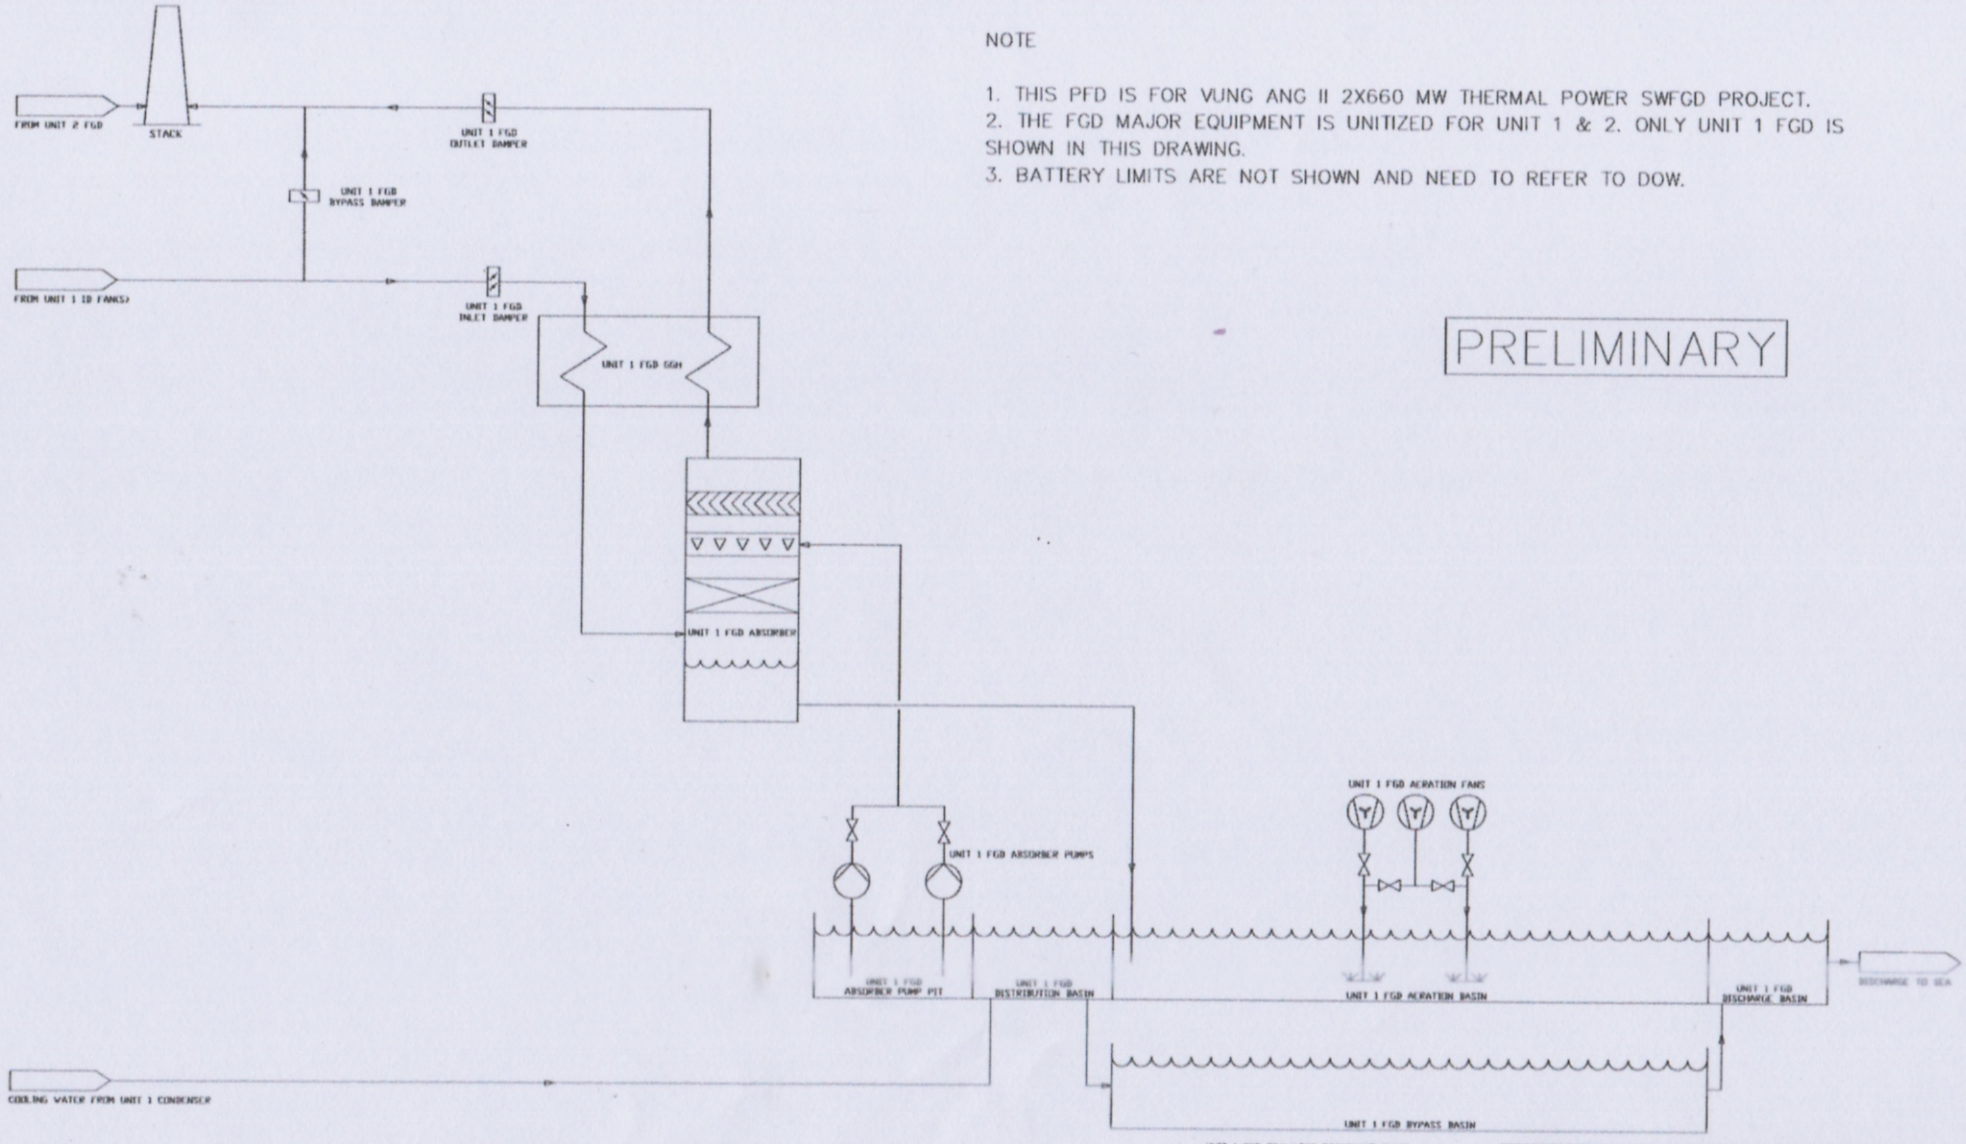 NOTE
1. THIS PFD IS FOR VUNG ANG II 2X660 MW THERMAL POWER SWFGD PROJECT.
2. THE FGD MAJOR EQUIPMENT IS UNITIZED FOR UNIT 1 & 2. ONLY UNIT 1 FGD IS
SHOWN IN THIS DRAWING.
3. BATTERY LIMITS ARE NOT SHOWN AND NEED TO REFER TO DOW.
PRELIMINARY
FROM UNIT 2 FGD
STACK
UNIT 1 FGD
OUTLET DAMPER
UNIT 1 FGD
BYPASS DAMPER
FROM UNIT 1 ID FAN(S)
UNIT 1 FGD
INLET DAMPER
UNIT 1 FGD GGH
UNIT 1 FGD ABSORBER
UNIT 1 FGD AERATION FANS
UNIT 1 FGD ABSORBER PUMPS
UNIT 1 FGD
ABSORBER PUMP PIT
UNIT 1 FGD
DISTRIBUTION BASIN
UNIT 1 FGD AERATION BASIN
UNIT 1 FGD
DISCHARGE BASIN
DISCHARGE TO SEA
COOLING WATER FROM UNIT 1 CONDENSER
UNIT 1 FGD BYPASS BASIN